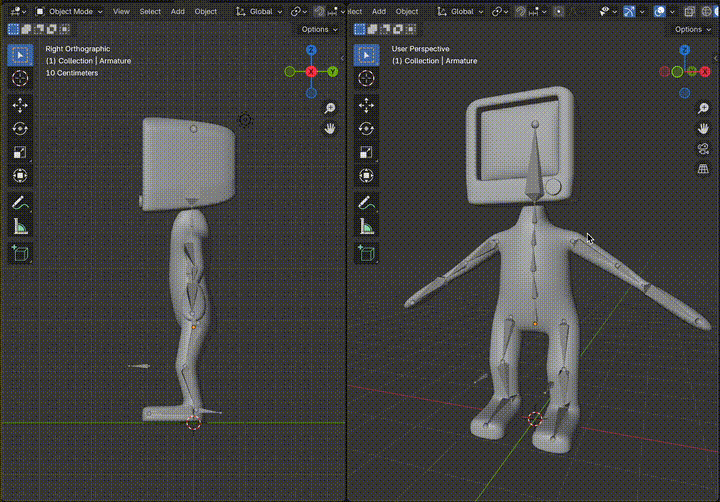 Object Mode
View
Select
Add
Object
Global
Options
Right Orthographic
(1) Collection | Armature
10 Centimeters
Z
X
Y
lect
Add
Object
Global
Options
User Perspective
(1) Collection | Armature
Z
Y
X